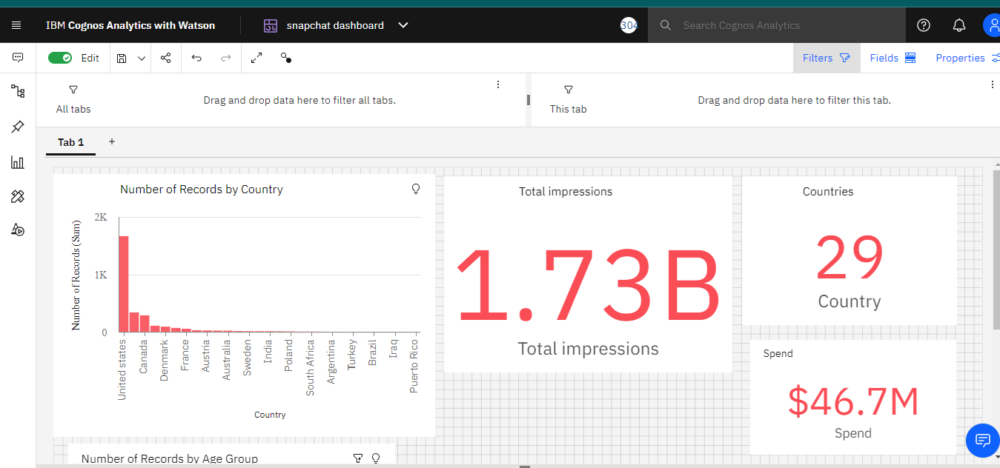 IBM Cognos Analytics with Watson
snapchat dashboard
304
Search Cognos Analytics
Edit
Filters
Fields
Properties
All tabs
Drag and drop data here to filter all tabs.
This tab
Drag and drop data here to filter this tab.
Tab 1
+
Number of Records by Country
Number of Records (Sum)
2K
1K
0
United states
Canada
Denmark
France
Austria
Australia
Sweden
India
Poland
South Africa
Argentina
Turkey
Brazil
Iraq
Puerto Rico
Country
Total impressions
1.73B
Total impressions
Countries
29
Country
Spend
$46.7M
Spend
Number of Records by Age Group